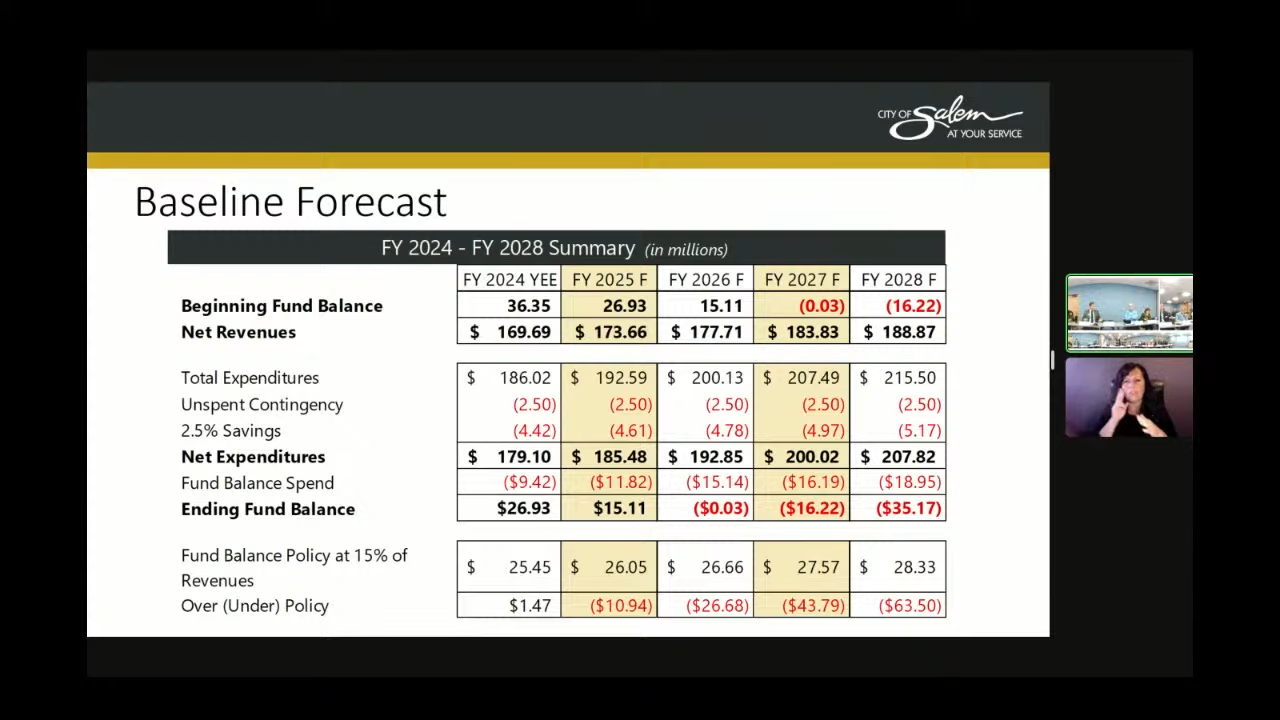 CITY OF Salem
AT YOUR SERVICE
Baseline Forecast
FY 2024 - FY 2028 Summary (in millions)
FY 2024 YEE FY 2025 F FY 2026 F FY 2027 F FY 2028 F
Beginning Fund Balance 36.35 26.93 15.11 (0.03) (16.22)
Net Revenues $ 169.69 $ 173.66 $ 177.71 $ 183.83 $ 188.87
Total Expenditures $ 186.02 $ 192.59 $ 200.13 $ 207.49 $ 215.50
Unspent Contingency (2.50) (2.50) (2.50) (2.50) (2.50)
2.5% Savings (4.42) (4.61) (4.78) (4.97) (5.17)
Net Expenditures $ 179.10 $ 185.48 $ 192.85 $ 200.02 $ 207.82
Fund Balance Spend ($9.42) ($11.82) ($15.14) ($16.19) ($18.95)
Ending Fund Balance $26.93 $15.11 ($0.03) ($16.22) ($35.17)
Fund Balance Policy at 15% of
Revenues $ 25.45 $ 26.05 $ 26.66 $ 27.57 $ 28.33
Over (Under) Policy $1.47 ($10.94) ($26.68) ($43.79) ($63.50)